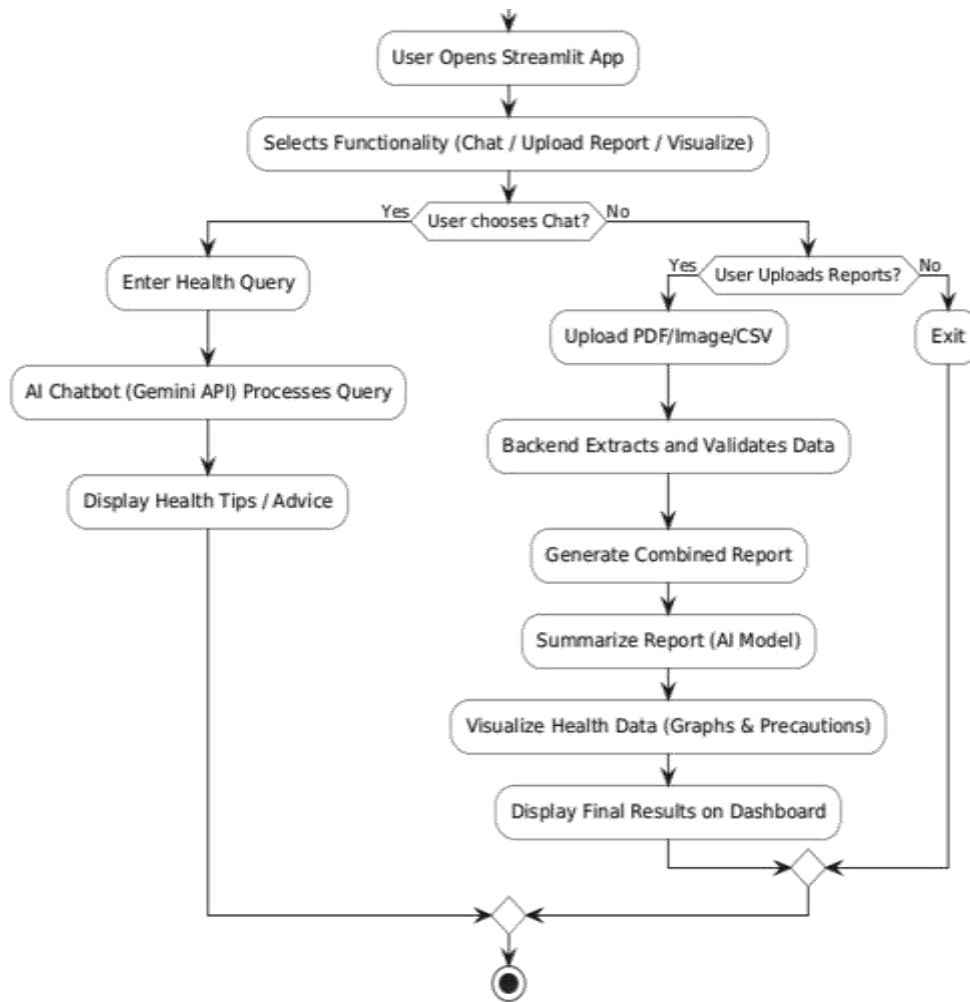 User Opens Streamlit App
Selects Functionality (Chat / Upload Report / Visualize)
Yes
User chooses Chat?
No
Enter Health Query
Yes
User Uploads Reports?
No
Upload PDF/Image/CSV
Exit
AI Chatbot (Gemini API) Processes Query
Backend Extracts and Validates Data
Display Health Tips / Advice
Generate Combined Report
Summarize Report (AI Model)
Visualize Health Data (Graphs & Precautions)
Display Final Results on Dashboard